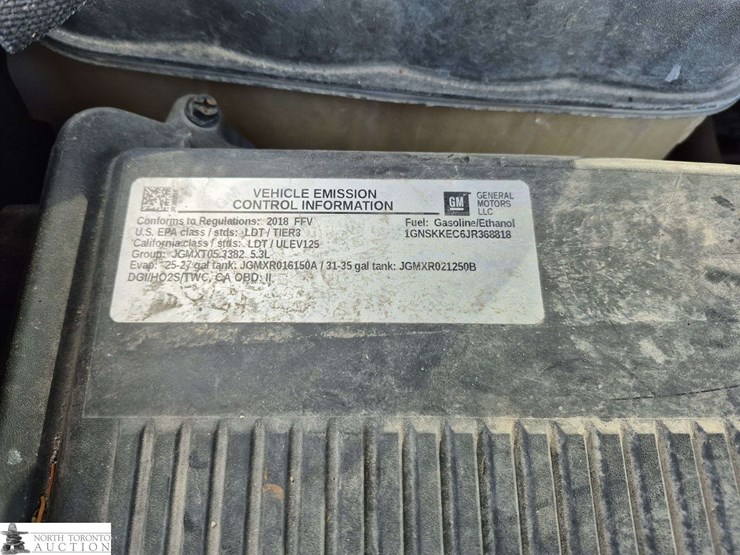 VEHICLE EMISSION
CONTROL INFORMATION
GM
GENERAL
MOTORS
LLC
Conforms to Regulations: 2018 FFV
Fuel: Gasoline/Ethanol
U.S. EPA class / stds: LDT / TIER3
1GNSKKEC6JR368818
California class / stds: LDT / ULEV125
Group: JGMXT05.3382 5.3L
Evap: 25-27 gal tank: JGMXR016150A / 31-35 gal tank: JGMXR021250B
DGI/HO2S/TWC, CA OBD: II
NORTH TORONTO
AUCTION